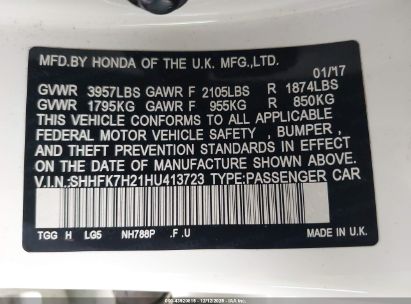 MFD.BY HONDA OF THE U.K.MFG.,LTD.
01/17
GVWR 3957LBS GAWR F 2105LBS R 1874LBS
GVWR 1795KG GAWR F 955KG R 850KG
THIS VEHICLE CONFORMS TO ALL APPLICABLE
FEDERAL MOTOR VEHICLE SAFETY , BUMPER ,
AND THEFT PREVENTION STANDARDS IN EFFECT
ON THE DATE OF MANUFACTURE SHOWN ABOVE.
V.I.N.:SHHFK7H21HU413723 TYPE:PASSENGER CAR
TGG H LG5 NH788P .F .U